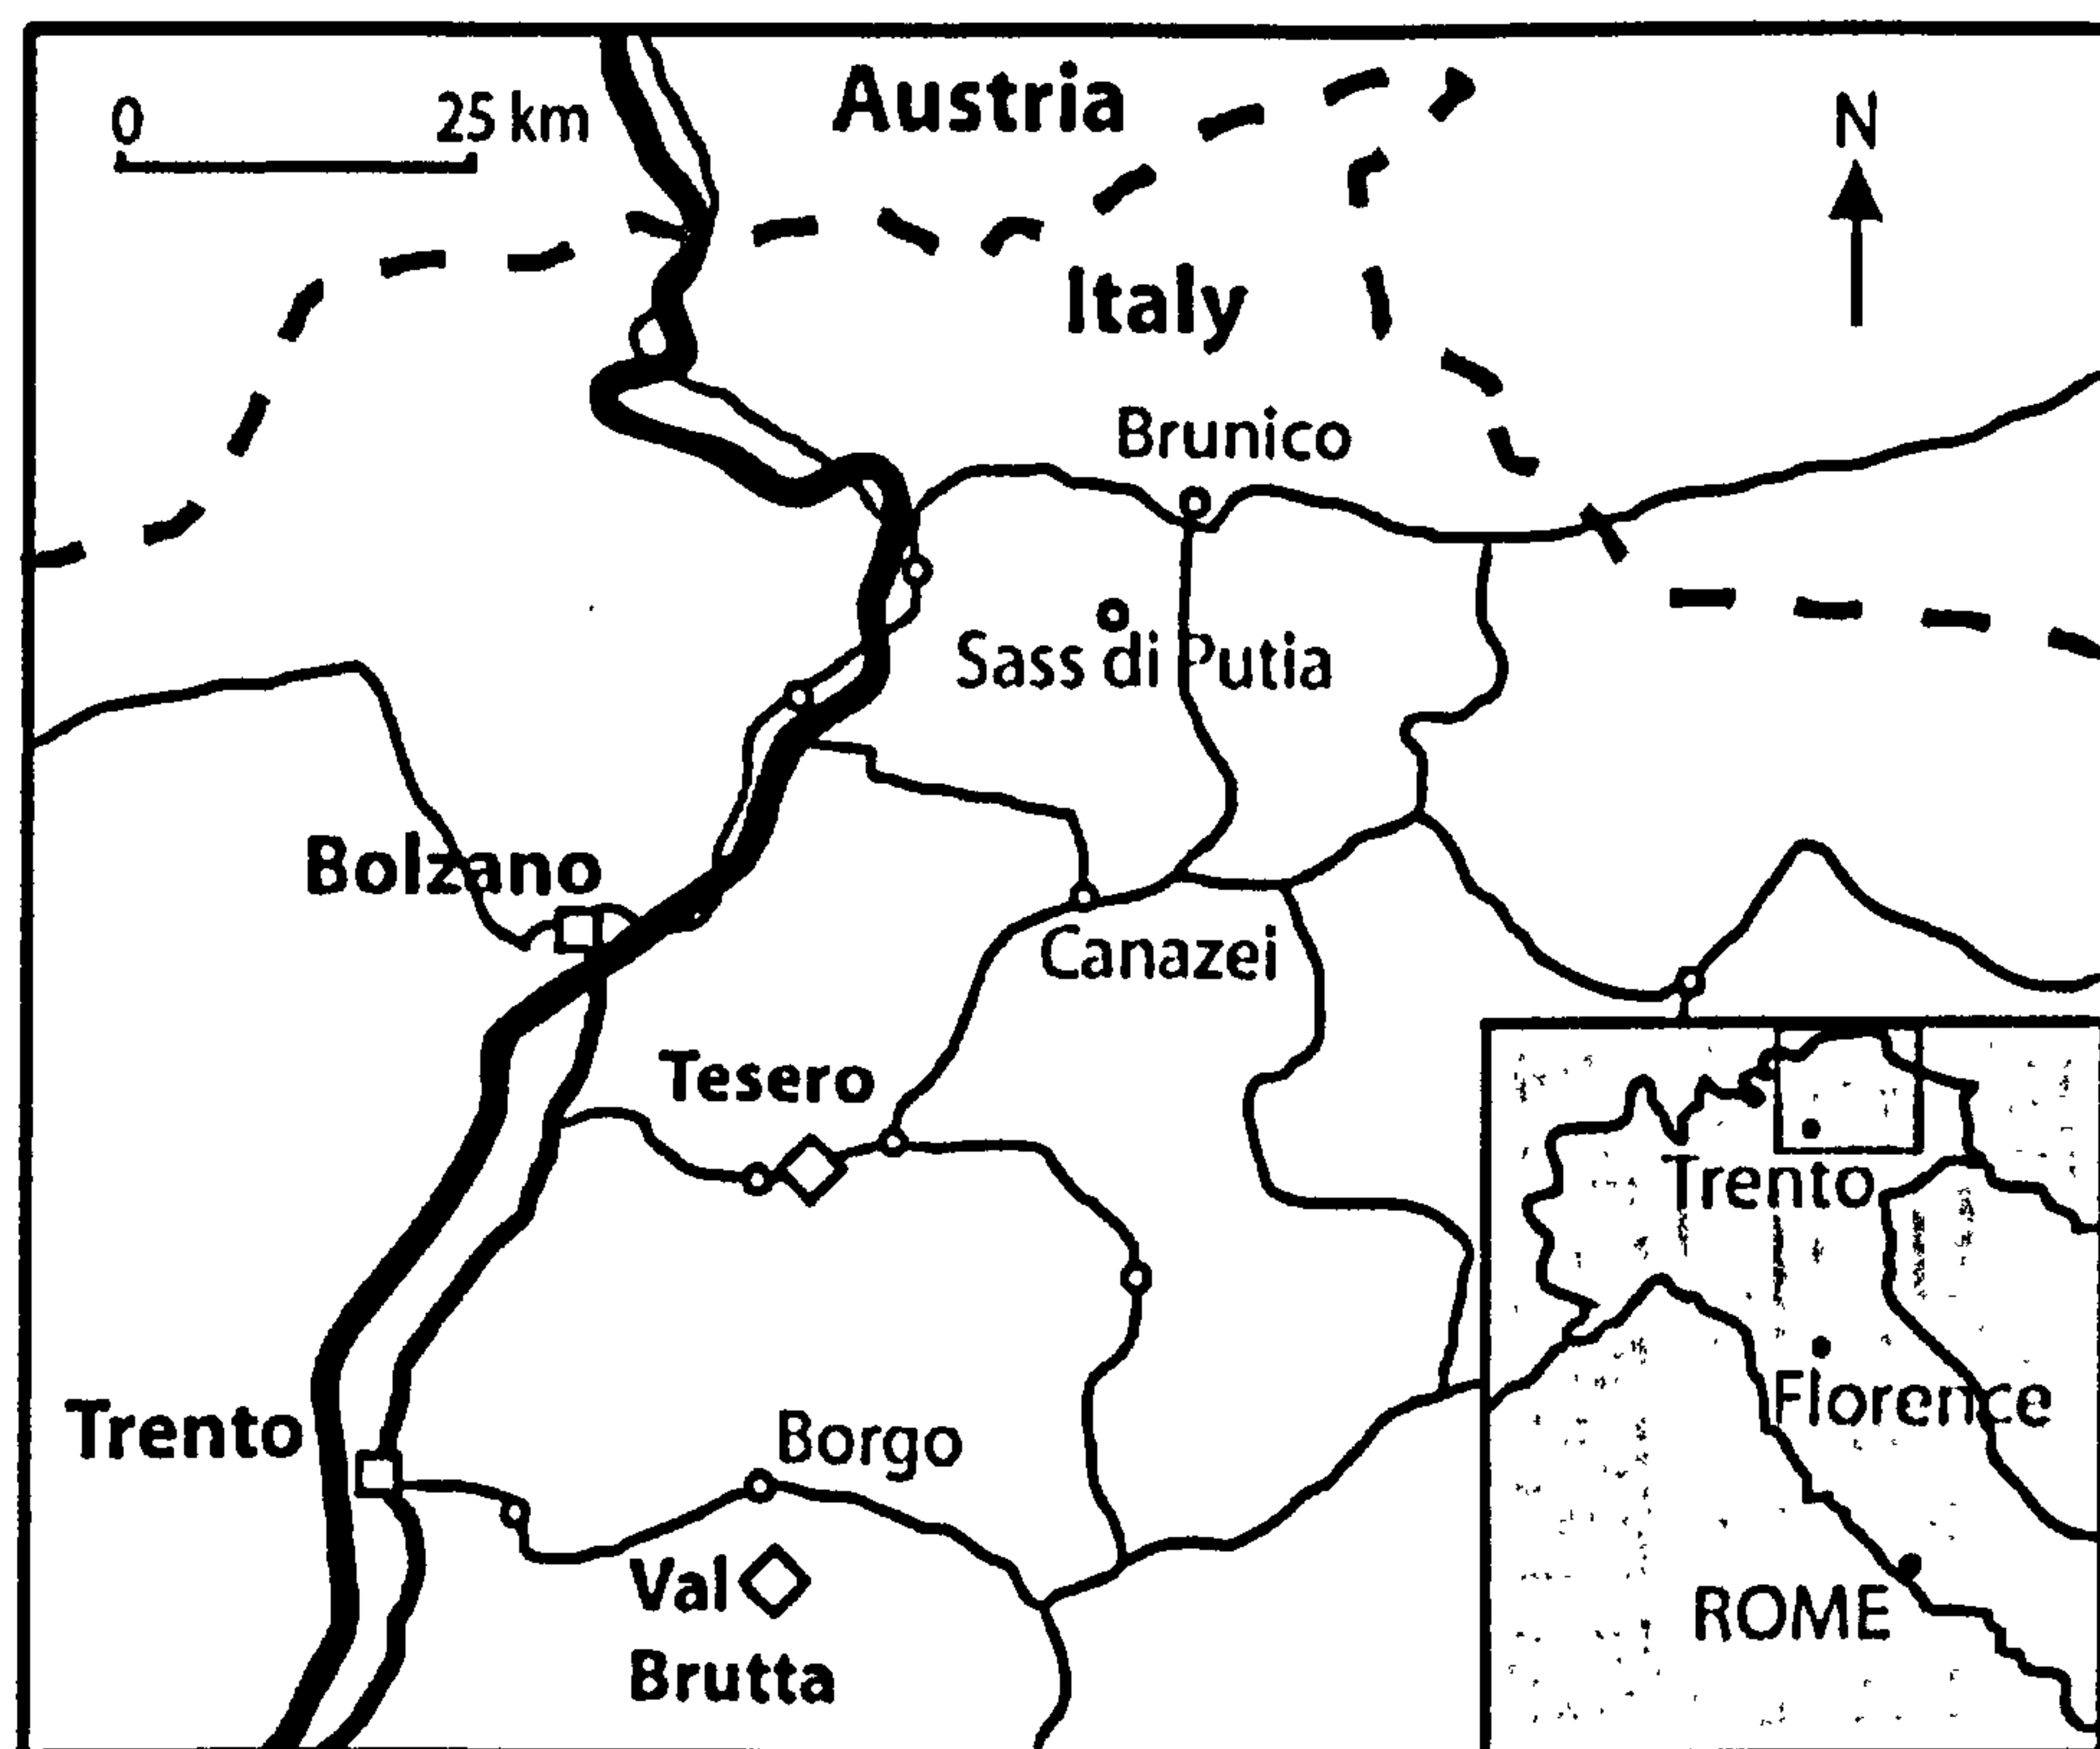 0 25 km
Austria
N
Italy
Brunico
Sass di Putia
Bolzano
Canazei
Tesero
Trento
Florence
Trento
Borgo
Val
Brutta
ROME